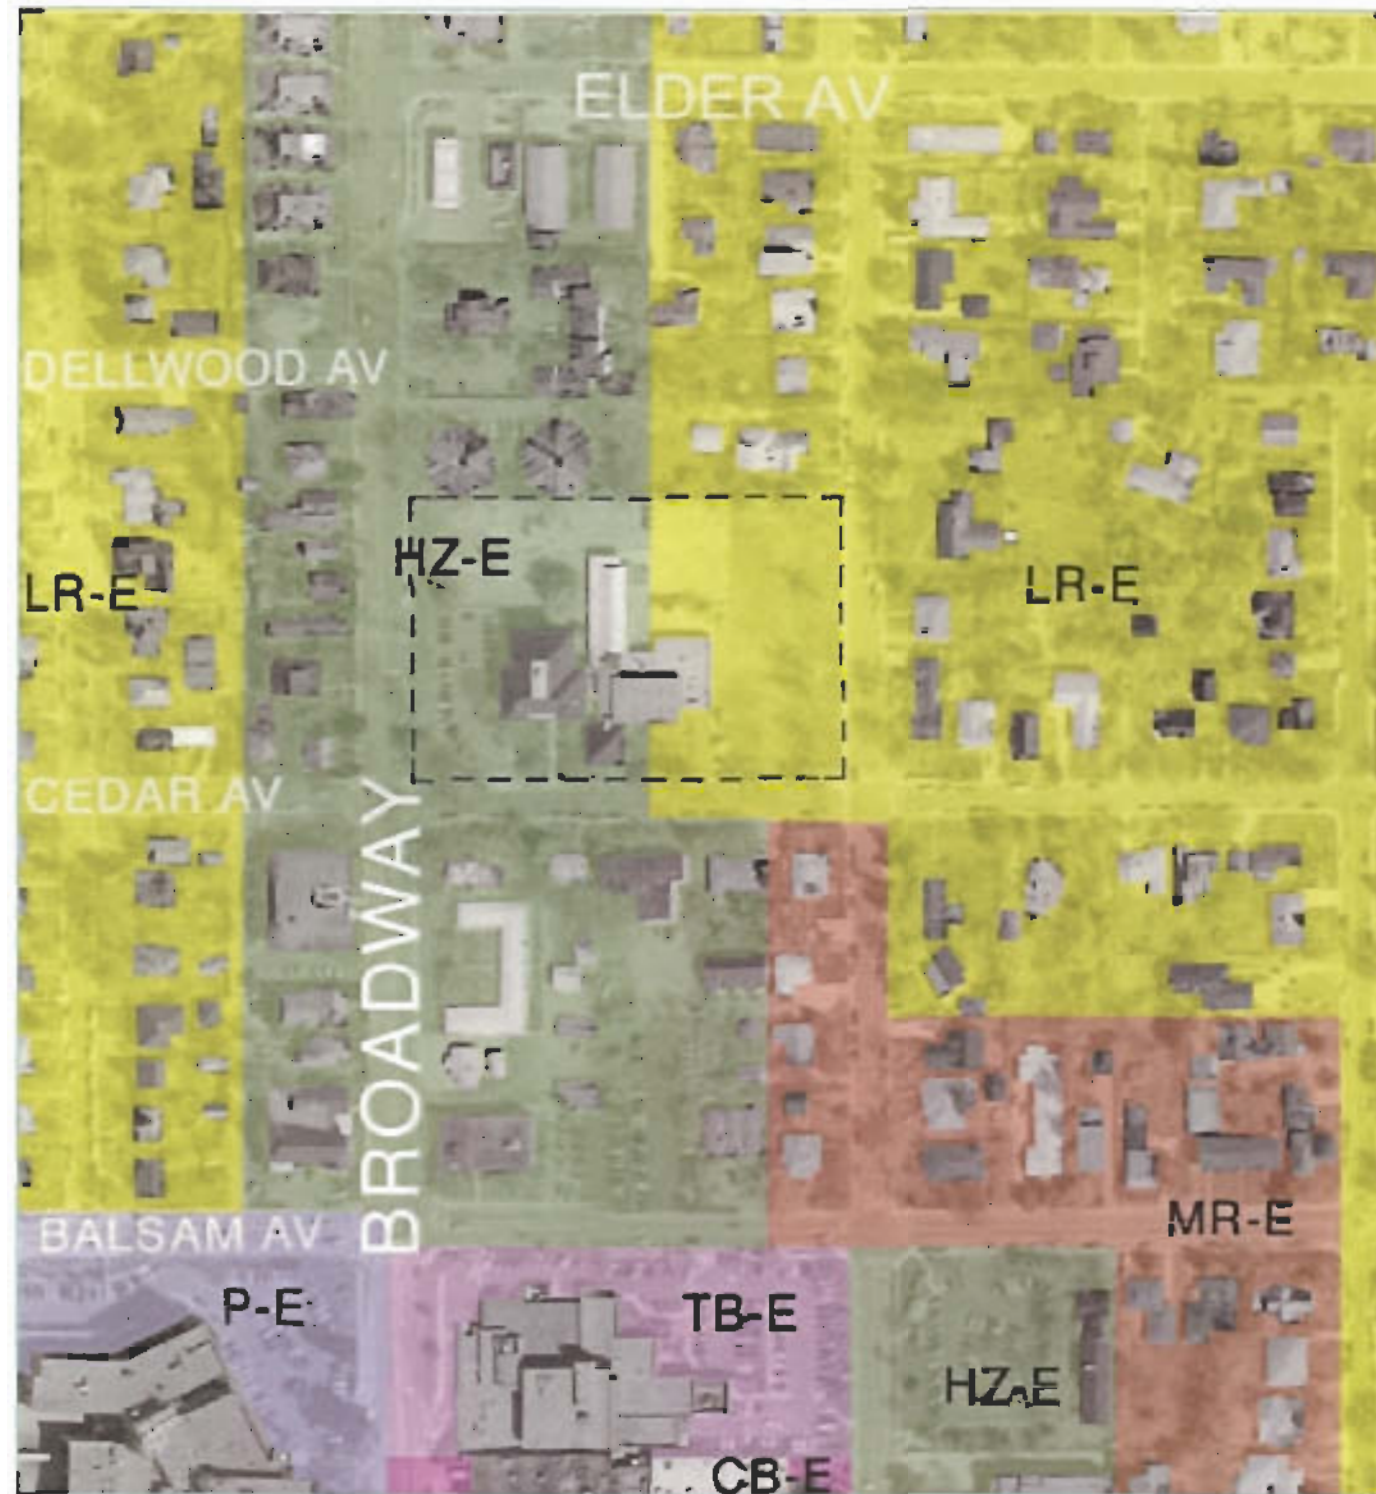 ELDER AV
DELLWOOD AV
HZ-E
LR-E
LR-E
CEDAR AV
BROADWAY
MR-E
BALSAM AV
P-E
TB-E
HZ-E
CB-E